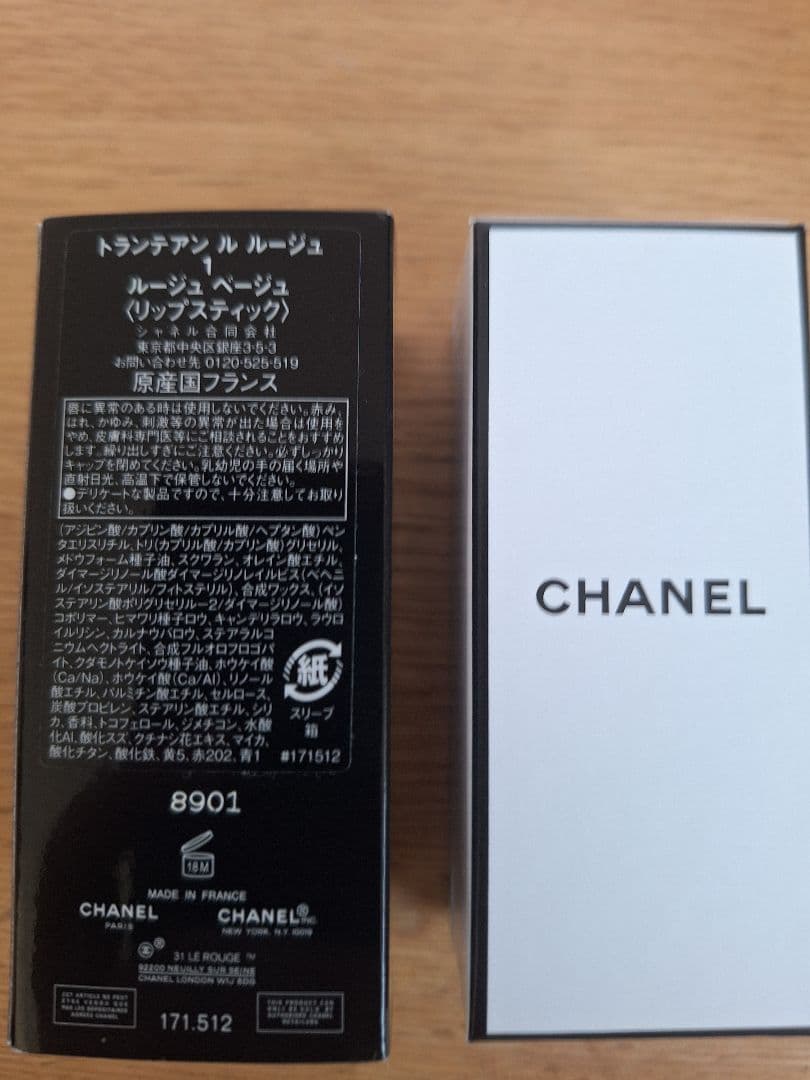 トランテアン ル ルージュ
1
ルージュ ベージュ
〈リップスティック〉
シャネル合同会社
東京都中央区銀座3-5-3
お問い合わせ先 0120-525-519
原産国フランス
唇に異常のある時は使用しないでください。赤み、
はれ、かゆみ、刺激等の異常が出た場合は使用を
やめ、皮膚科専門医等にご相談されることをおすすめ
します。繰り出しすぎにご注意ください。必ずしっかり
キャップを閉めてください。乳幼児の手の届く場所や
直射日光、高温下で保管しないでください。
●デリケートな製品ですので、十分注意してお取り
扱いください。
(アジピン酸/カプリン酸/カプリル酸/ヘプタン酸)ペン
タエリスリチル、トリ(カプリル酸/カプリン酸)グリセリル、
メドウフォーム種子油、スクワラン、オレイン酸エチル、
ダイマージリノール酸ダイマージリノレイルビス(ベヘニ
ル/イソステアリル/フィトステリル)、合成ワックス、(イソ
ステアリン酸ポリグリセリル-2/ダイマージリノール酸)
コポリマー、ヒマワリ種子ロウ、キャンデリラロウ、ラウロ
イルリシン、カルナウバロウ、ステアラルコ
ニウムヘクトライト、合成フルオロフロゴパ
イト、クダモノトケイソウ種子油、ホウケイ酸
(Ca/Na)、ホウケイ酸(Ca/Al)、リノール
酸エチル、パルミチン酸エチル、セルロース、
炭酸プロピレン、ステアリン酸エチル、シリ
カ、香料、トコフェロール、ジメチコン、水酸
化Al、酸化スズ、クチナシ花エキス、マイカ、
酸化チタン、酸化鉄、黄5、赤202、青1
紙
スリーブ
箱
#171512
8901
18M
MADE IN FRANCE
CHANEL
PARIS
CHANEL® INC.
NEW YORK, N.Y. 10019
31 LE ROUGE ™
92200 NEUILLY SUR SEINE
CHANEL LONDON W1J 6DG
CET ARTICLE NE PEUT
ETRE VENDU QUE
PAR LES DEPOSITAIRES
AGREES CHANEL
171.512
THIS PRODUCT CAN
ONLY BE SOLD BY
AUTHORISED CHANEL
RETAILERS
CHANEL